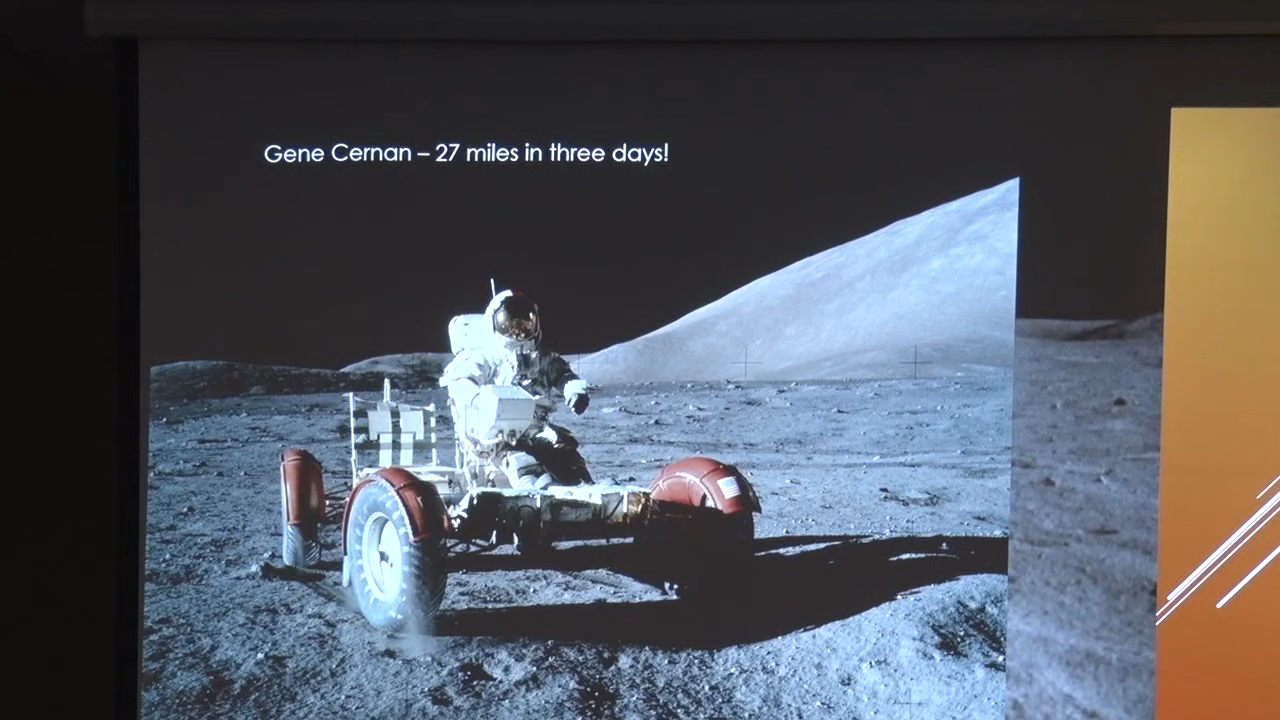 Gene Cernan – 27 miles in three days!